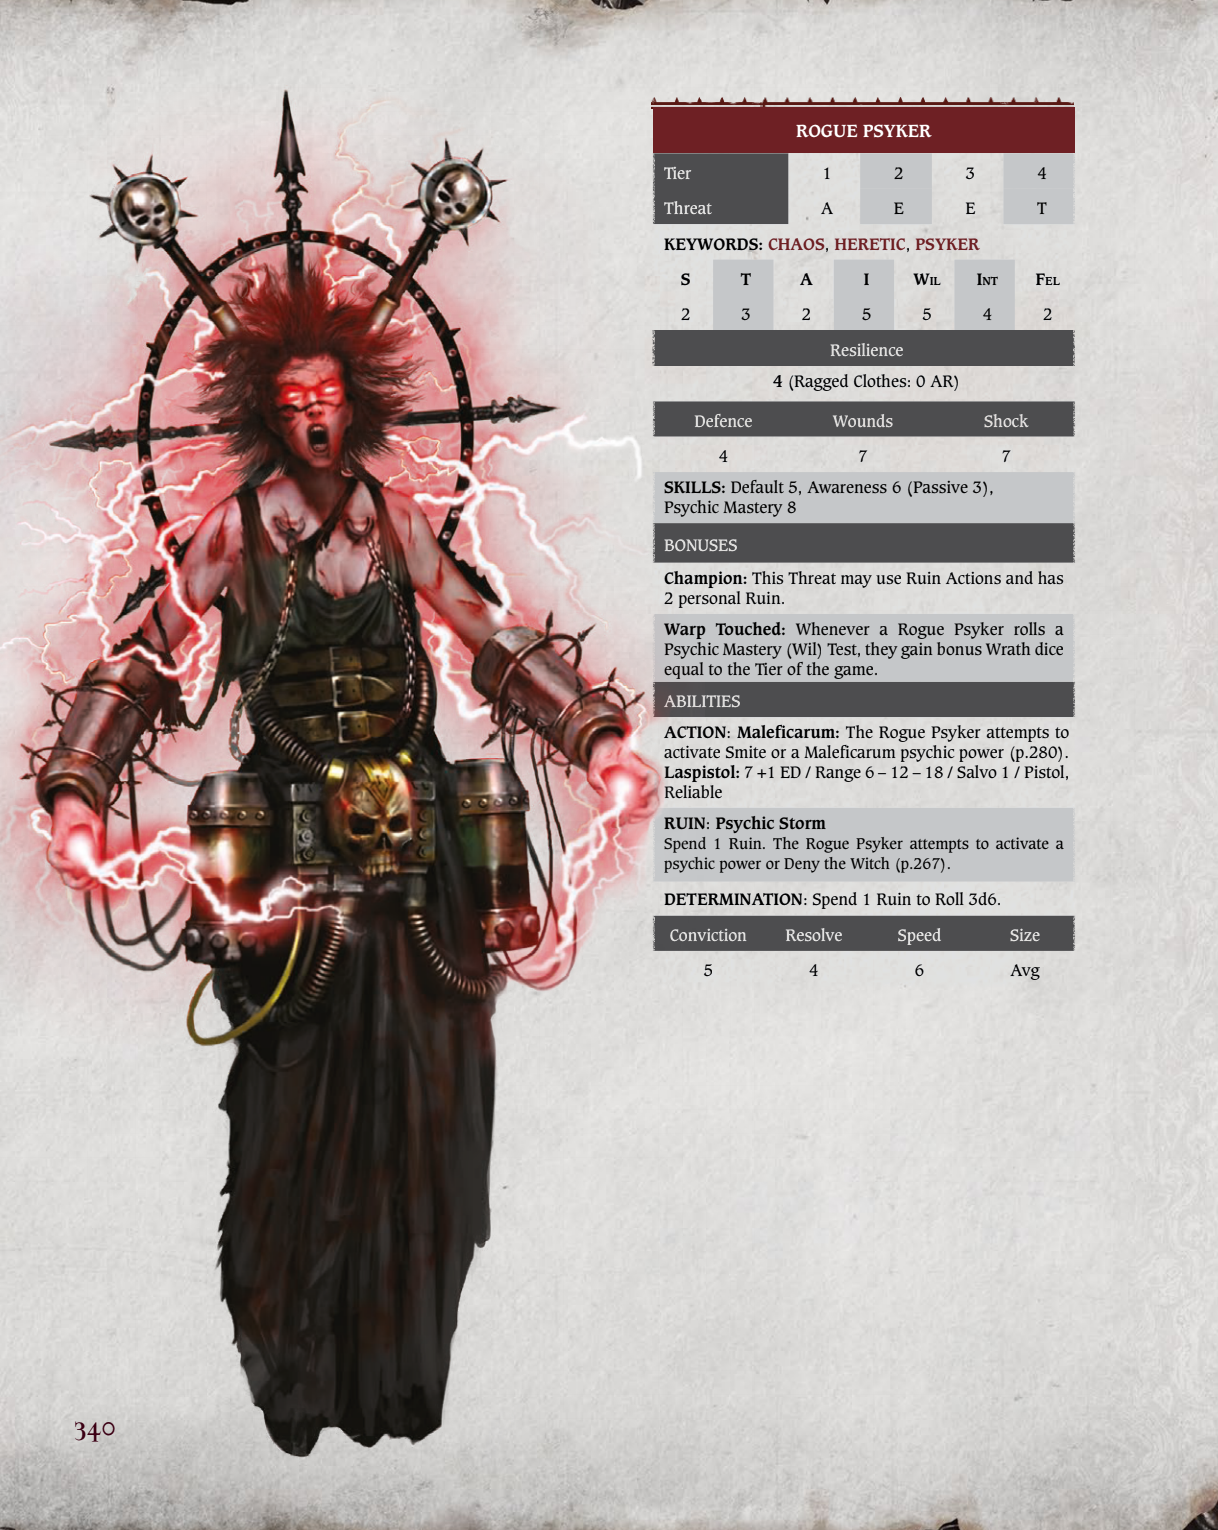 ROGUE PSYKER
Tier 1 2 3 4
Threat A E E T
KEYWORDS: CHAOS, HERETIC, PSYKER
S T A I WIL INT FEL
2 3 2 5 5 4 2
Resilience
4 (Ragged Clothes: 0 AR)
Defence Wounds Shock
4 7 7
SKILLS: Default 5, Awareness 6 (Passive 3),
Psychic Mastery 8
BONUSES
Champion: This Threat may use Ruin Actions and has
2 personal Ruin.
Warp Touched: Whenever a Rogue Psyker rolls a
Psychic Mastery (Wil) Test, they gain bonus Wrath dice
equal to the Tier of the game.
ABILITIES
ACTION: Maleficarum: The Rogue Psyker attempts to
activate Smite or a Maleficarum psychic power (p.280).
Laspistol: 7 +1 ED / Range 6 – 12 – 18 / Salvo 1 / Pistol,
Reliable
RUIN: Psychic Storm
Spend 1 Ruin. The Rogue Psyker attempts to activate a
psychic power or Deny the Witch (p.267).
DETERMINATION: Spend 1 Ruin to Roll 3d6.
Conviction Resolve Speed Size
5 4 6 Avg
340